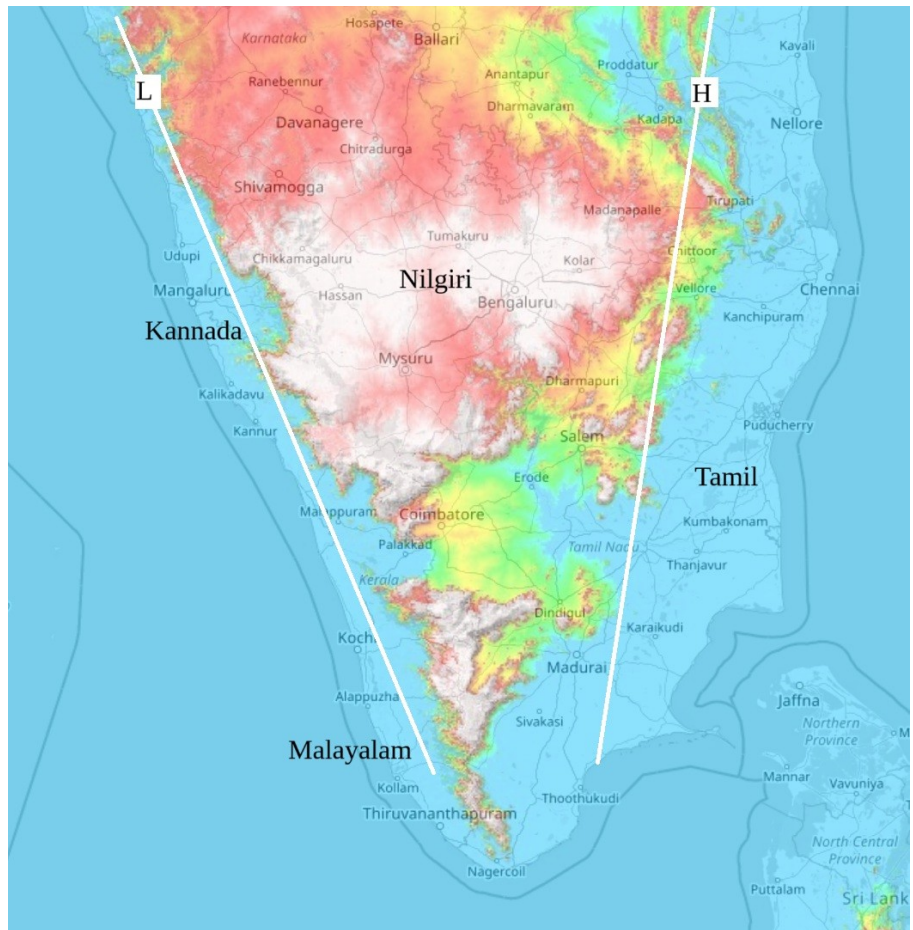 Hosapete
Karnataka
Ballari
Kavali
Proddatur
Anantapur
Ranebennur
L
H
Dharmavaram
Kadapa
Davanagere
Nellore
Chitradurga
Shivamogga
Tirupati
Madanapalle
Tumakuru
Udupi
Chikkamagaluru
Kolar
Chittoor
Nilgiri
Mangaluru
Hassan
Bengaluru
Vellore
Chennai
Kanchipuram
Kannada
Mysuru
Dharmapuri
Kalikadavu
Kannur
Puducherry
Salem
Erode
Tamil
Malappuram
Coimbatore
Kumbakonam
Palakkad
Tamil Nadu
Thanjavur
Kerala
Dindigul
Karaikudi
Kochi
Madurai
Alappuzha
Jaffna
Sivakasi
Northern
Province
Malayalam
Mannar
Kollam
Thoothukudi
Vavuniya
Thiruvananthapuram
North Central
Province
Nagercoil
Puttalam
Sri Lank